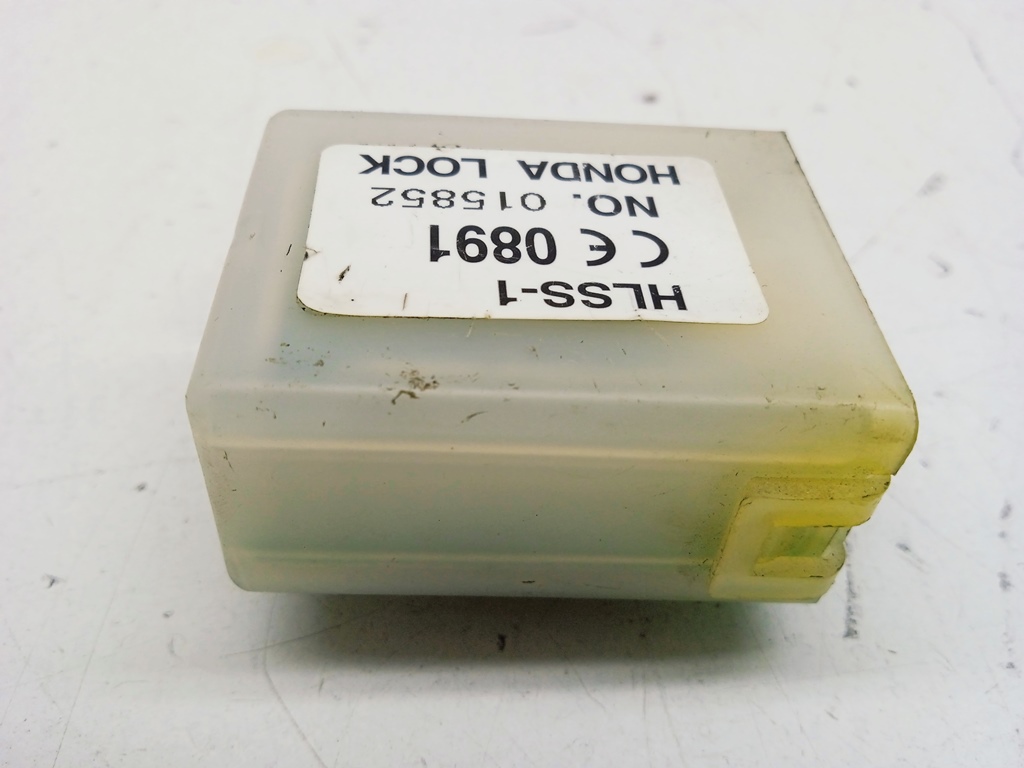 HLSS-1
CE 0891
NO. 015852
HONDA LOCK